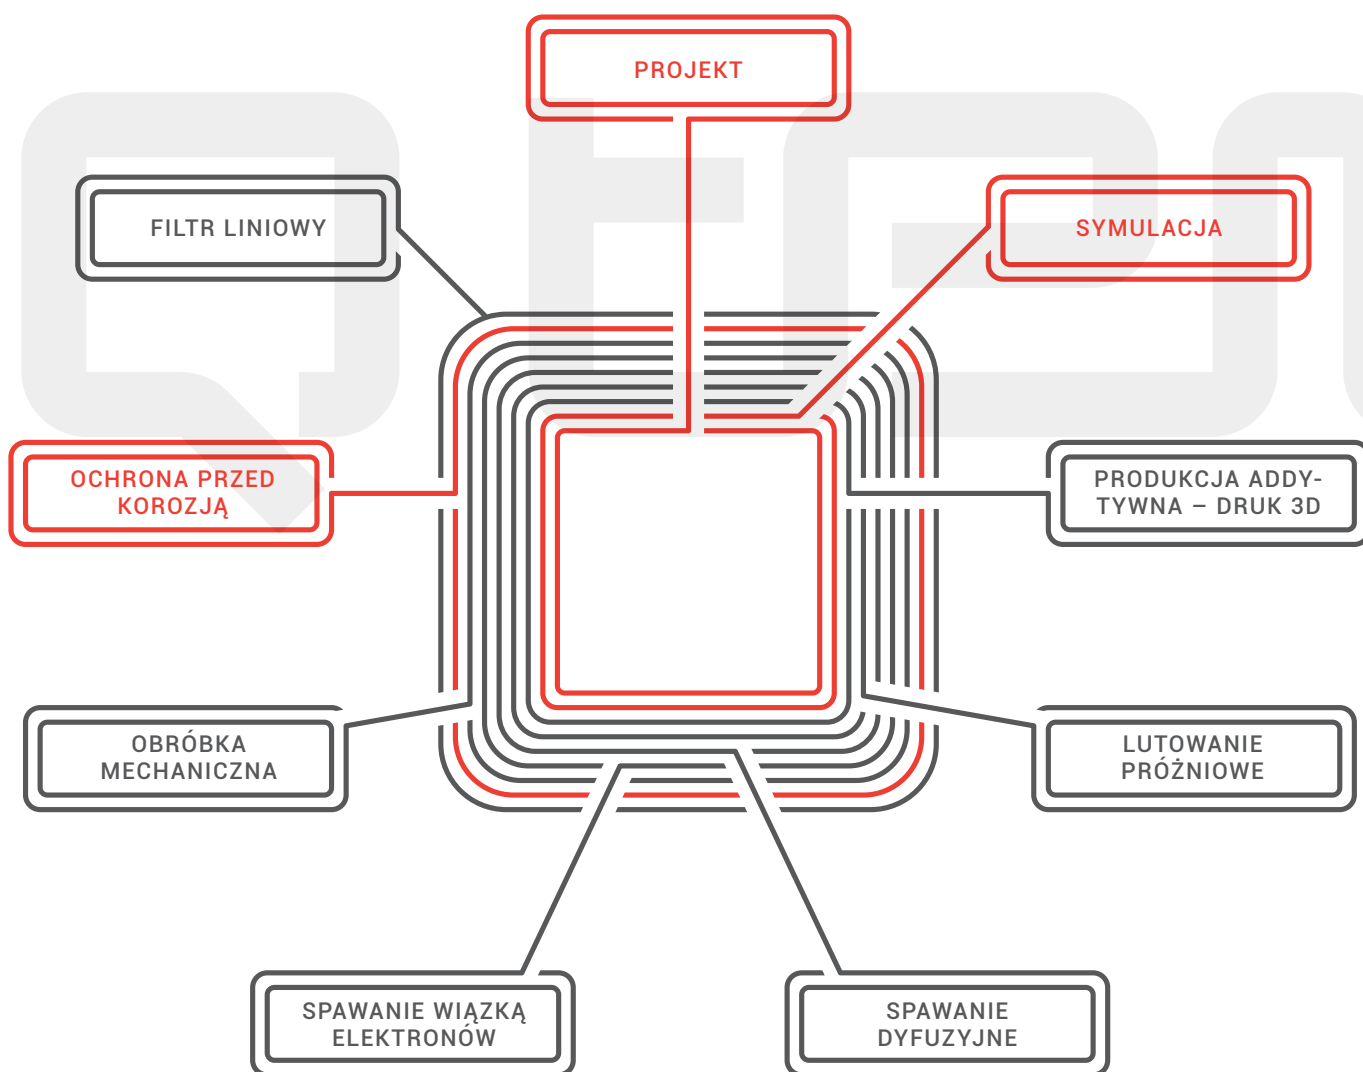 PROJEKT
FILTR LINIOWY
SYMULACJA
OCHRONA PRZED
KOROZJĄ
PRODUKCJA ADDY-
TYWNA – DRUK 3D
OBRÓBKA
MECHANICZNA
LUTOWANIE
PRÓŻNIOWE
SPAWANIE WIĄZKĄ
ELEKTRONÓW
SPAWANIE
DYFUZYJNE